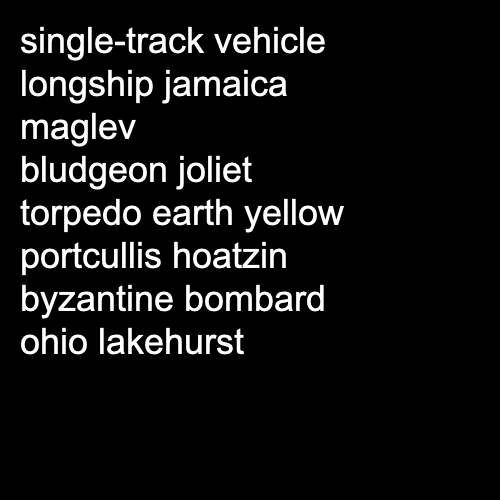 single-track vehicle
longship jamaica
maglev
bludgeon joliet
torpedo earth yellow
portcullis hoatzin
byzantine bombard
ohio lakehurst